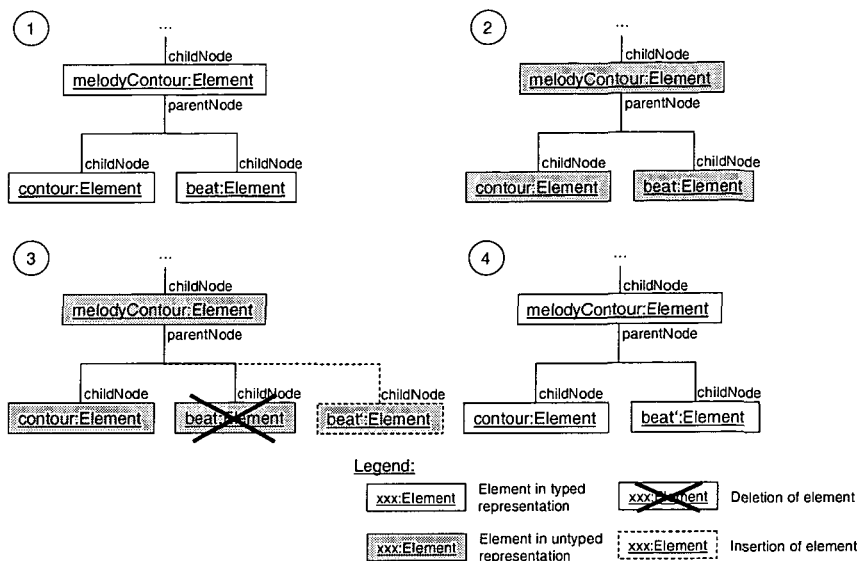 1
...
childNode
melodyContour:Element
parentNode
childNode
childNode
contour:Element
beat:Element
2
...
childNode
melodyContour:Element
parentNode
childNode
childNode
contour:Element
beat:Element
3
...
childNode
melodyContour:Element
parentNode
childNode
childNode
childNode
contour:Element
beat:Element
beat':Element
4
...
childNode
melodyContour:Element
parentNode
childNode
childNode
contour:Element
beat':Element
Legend:
xxx:Element
Element in typed
representation
xxx:Element
Deletion of element
xxx:Element
Element in untyped
representation
xxx:Element
Insertion of element